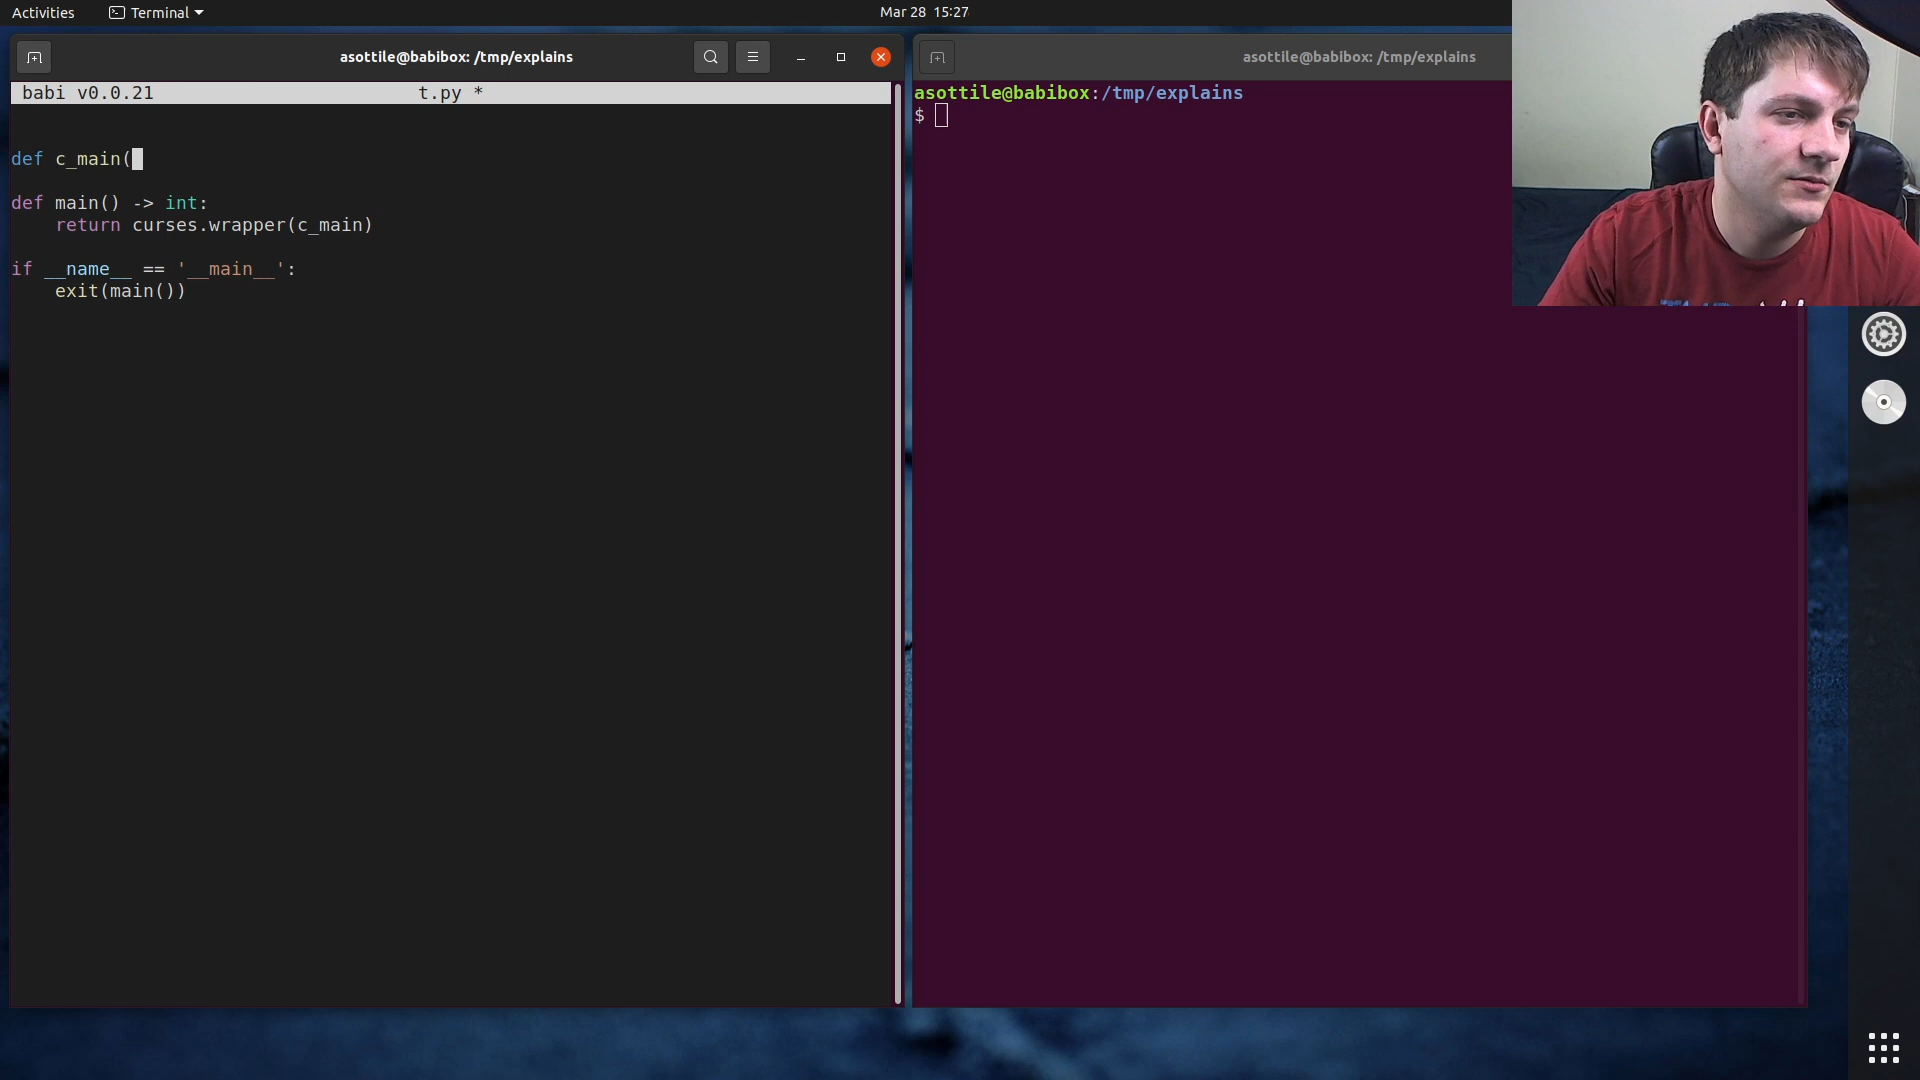 Activities
Terminal
Mar 28 15:27
asottile@babibox: /tmp/explains
babi v0.0.21 t.py *
def c_main(
def main() -> int:
    return curses.wrapper(c_main)
if __name__ == '__main__':
    exit(main())
asottile@babibox: /tmp/explains
asottile@babibox:/tmp/explains
$